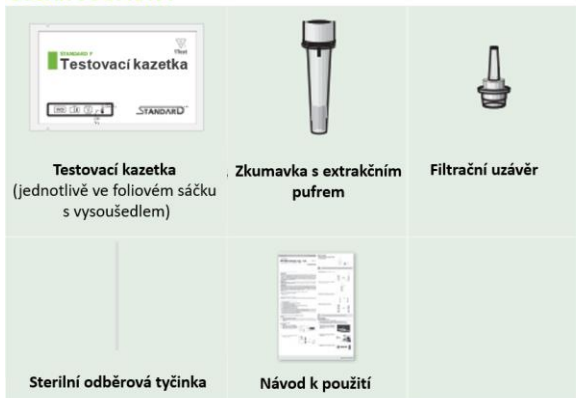 STANDARD F
1Test
Testovací kazetka
STANDARD
Testovací kazetka
(jednotlivě ve foliovém sáčku
s vysoušedlem)
Zkumavka s extrakčním
pufrem
Filtrační uzávěr
Sterilní odběrová tyčinka
Návod k použití